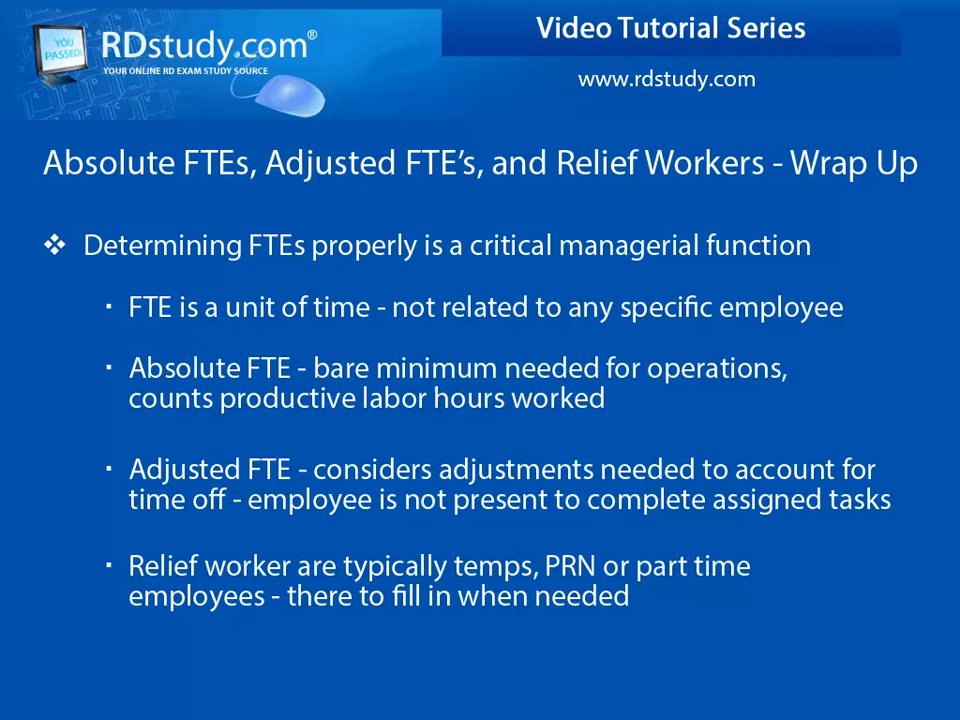 YOU
PASSED!
RDstudy.com®
YOUR ONLINE RD EXAM STUDY SOURCE
Video Tutorial Series
www.rdstudy.com
Absolute FTEs, Adjusted FTE's, and Relief Workers - Wrap Up
❖ Determining FTEs properly is a critical managerial function
· FTE is a unit of time - not related to any specific employee
· Absolute FTE - bare minimum needed for operations,
counts productive labor hours worked
· Adjusted FTE - considers adjustments needed to account for
time off - employee is not present to complete assigned tasks
· Relief worker are typically temps, PRN or part time
employees - there to fill in when needed